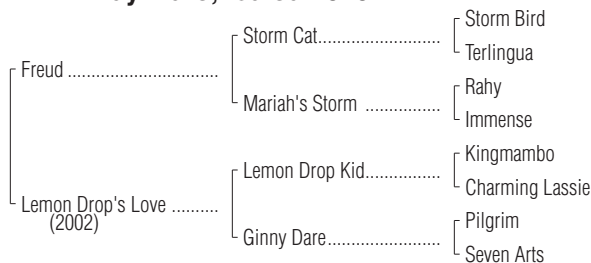 Storm Bird
Storm Cat..........................
Terlingua
Freud ................................
Rahy
Mariah's Storm ................
Immense
Kingmambo
Lemon Drop Kid................
Charming Lassie
Lemon Drop's Love ..........
(2002)
Pilgrim
Ginny Dare........................
Seven Arts